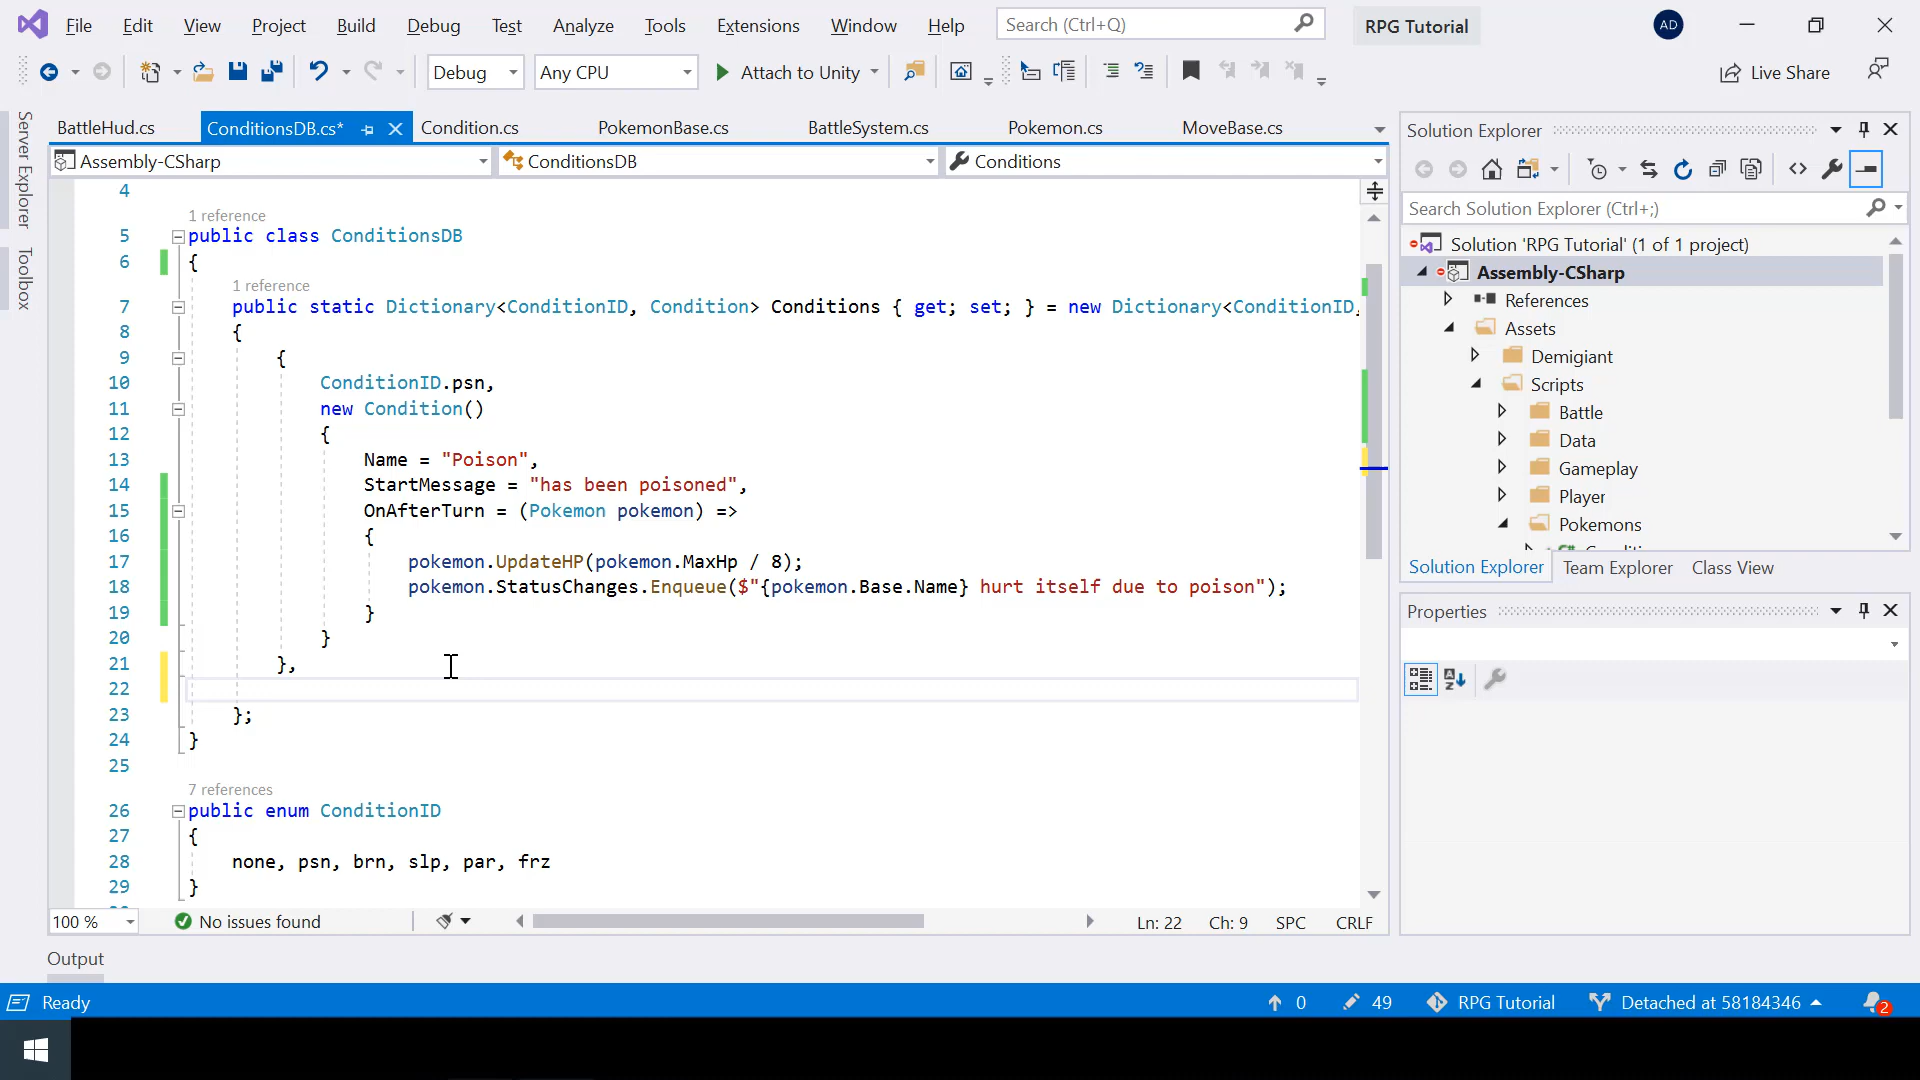 File Edit View Project Build Debug Test Analyze Tools Extensions Window Help Search (Ctrl+Q) RPG Tutorial AD
Debug Any CPU Attach to Unity Live Share
Server Explorer
Toolbox
BattleHud.cs ConditionsDB.cs* Condition.cs PokemonBase.cs BattleSystem.cs Pokemon.cs MoveBase.cs
Assembly-CSharp ConditionsDB Conditions
4
1 reference
5 public class ConditionsDB
6 {
1 reference
7 public static Dictionary<ConditionID, Condition> Conditions { get; set; } = new Dictionary<ConditionID,
8 {
9 {
10 ConditionID.psn,
11 new Condition()
12 {
13 Name = "Poison",
14 StartMessage = "has been poisoned",
15 OnAfterTurn = (Pokemon pokemon) =>
16 {
17 pokemon.UpdateHP(pokemon.MaxHp / 8);
18 pokemon.StatusChanges.Enqueue($"{pokemon.Base.Name} hurt itself due to poison");
19 }
20 }
21 },
22
23 };
24 }
25
7 references
26 public enum ConditionID
27 {
28 none, psn, brn, slp, par, frz
29 }
100 % No issues found Ln: 22 Ch: 9 SPC CRLF
Solution Explorer
Search Solution Explorer (Ctrl+;)
Solution 'RPG Tutorial' (1 of 1 project)
Assembly-CSharp
References
Assets
Demigiant
Scripts
Battle
Data
Gameplay
Player
Pokemons
Solution Explorer Team Explorer Class View
Properties
Output
Ready 0 49 RPG Tutorial Detached at 58184346 2